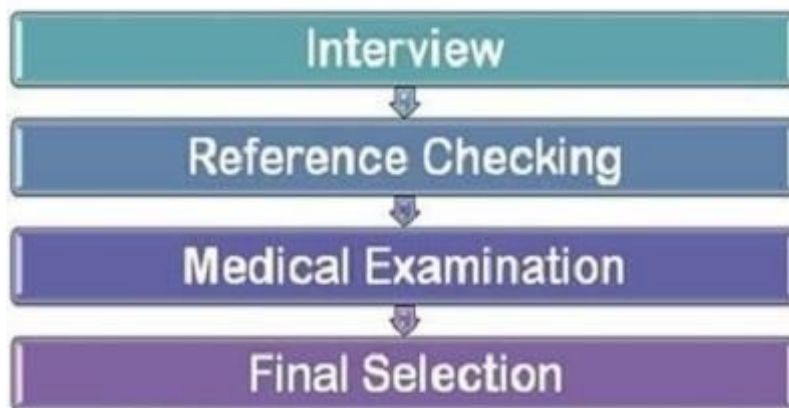 Interview
Reference Checking
Medical Examination
Final Selection